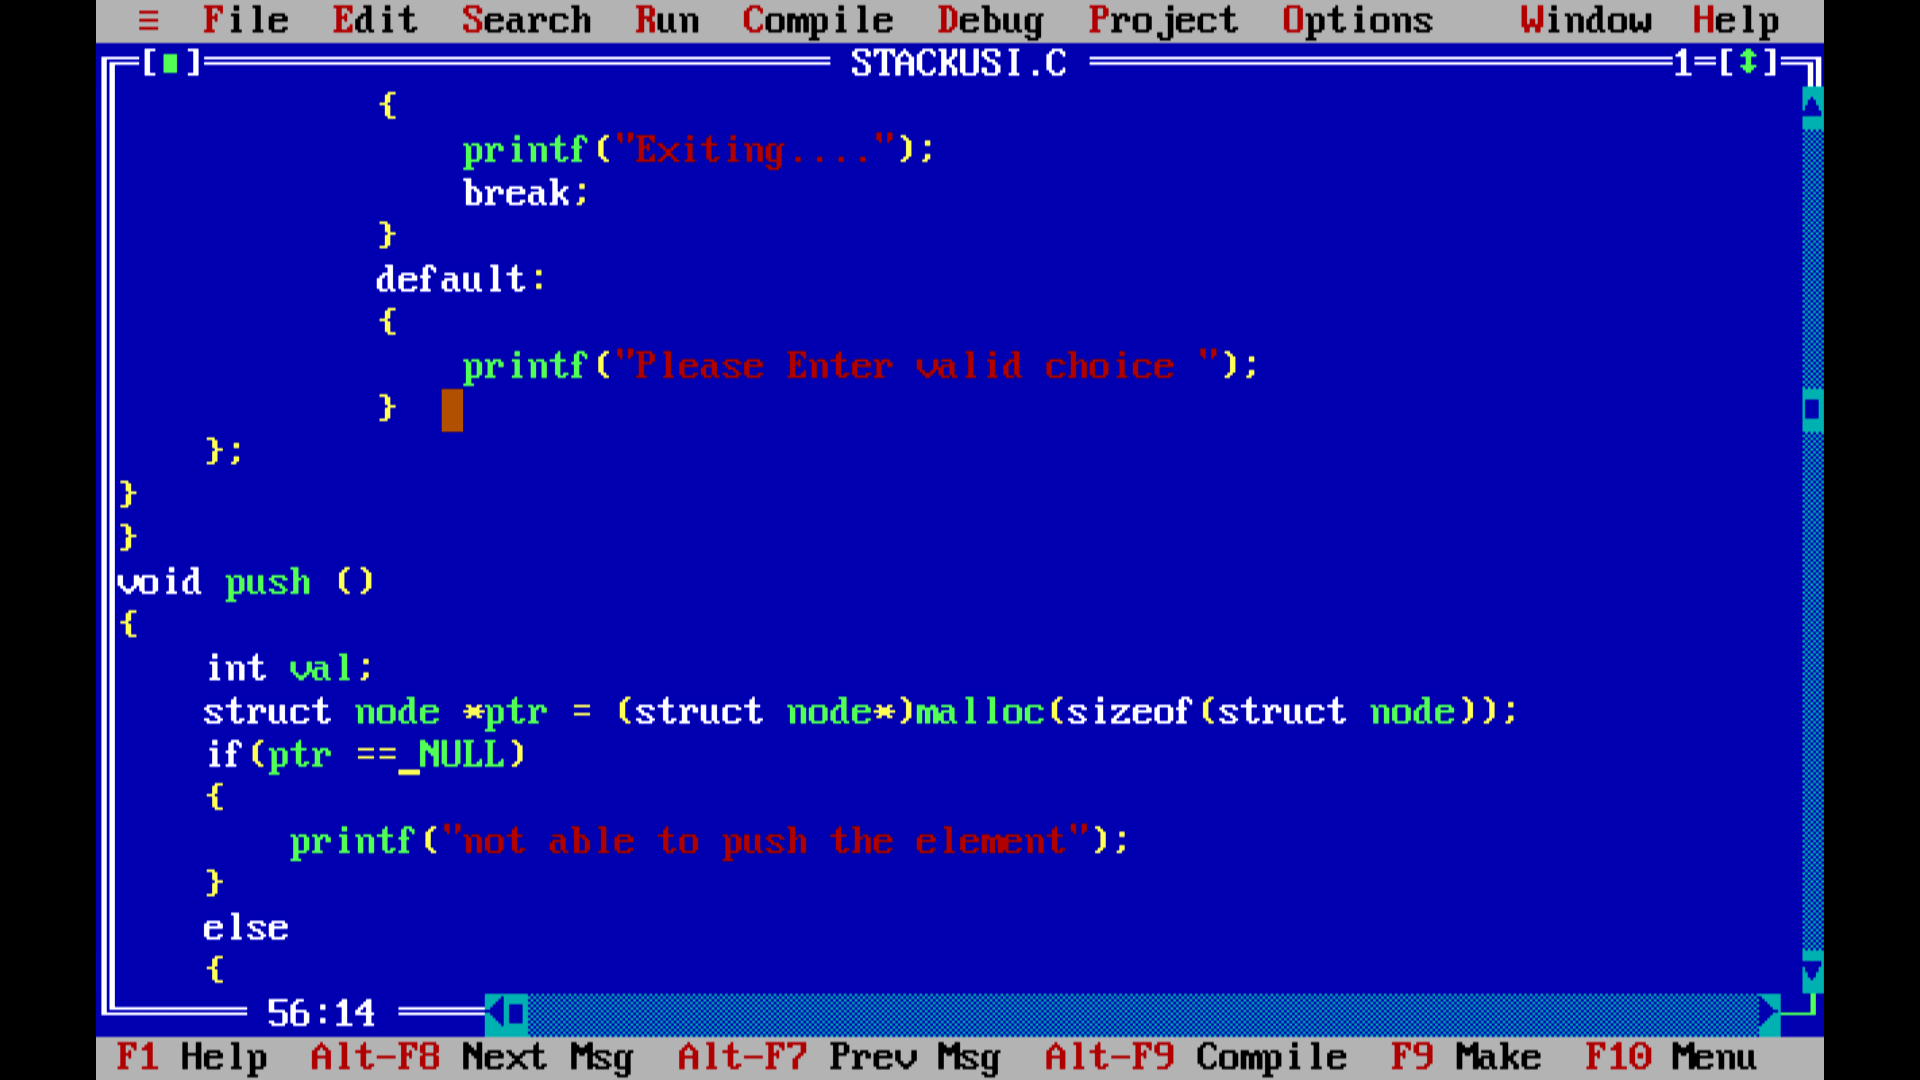 ≡ File Edit Search Run Compile Debug Project Options Window Help
[■] STACKUSI.C 1=[↕]
{
printf("Exiting....");
break;
}
default:
{
printf("Please Enter valid choice ");
}
};
}
}
void push ()
{
int val;
struct node *ptr = (struct node*)malloc(sizeof(struct node));
if(ptr == NULL)
{
printf("not able to push the element");
}
else
{
56:14
F1 Help Alt-F8 Next Msg Alt-F7 Prev Msg Alt-F9 Compile F9 Make F10 Menu